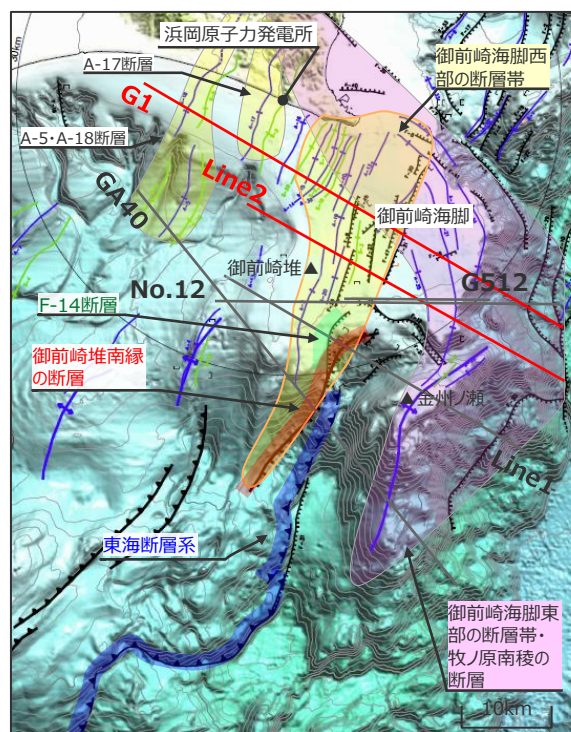 浜岡原子力発電所
A-17断層
御前崎海脚西
部の断層帯
G1
A-5・A-18断層
Line2
GA40
御前崎海脚
御前崎堆
No.12
G512
F-14断層
御前崎堆南縁
の断層
金州ノ瀬
Line1
東海断層系
御前崎海脚東
部の断層帯・
牧ノ原南稜の
断層
10km